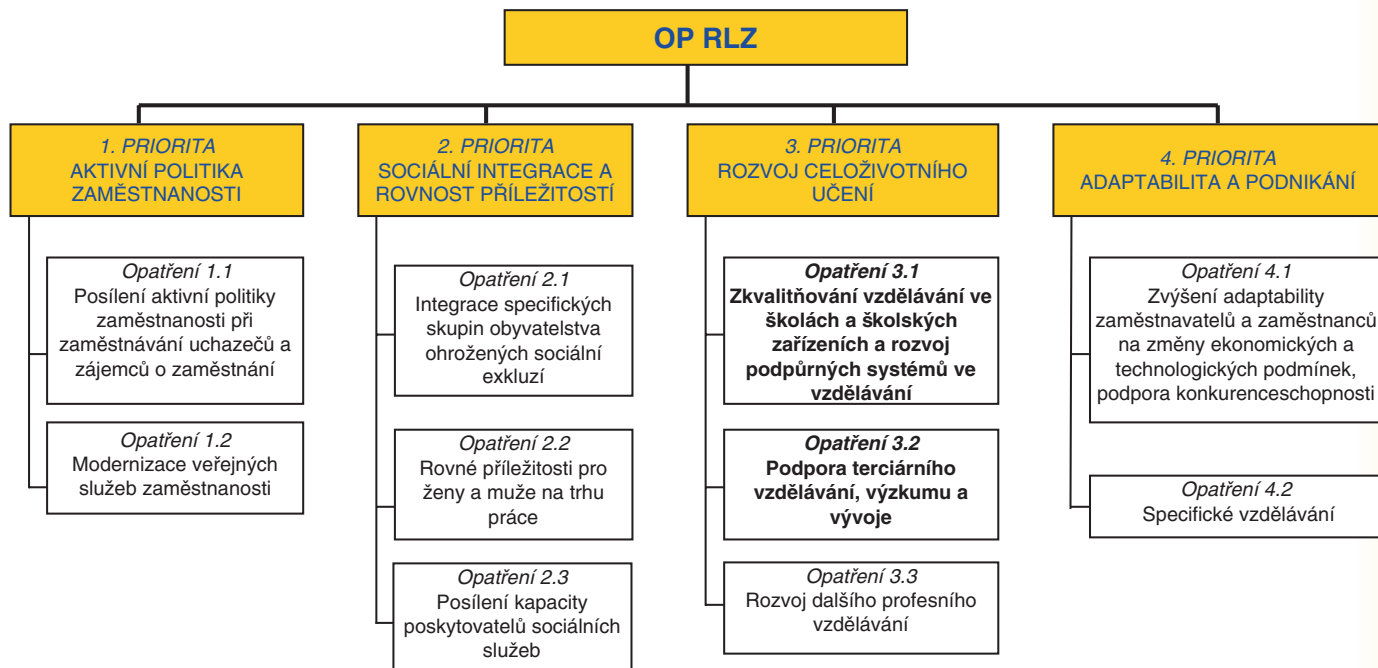 OP RLZ
1. PRIORITA
AKTIVNÍ POLITIKA
ZAMĚSTNANOSTI
Opatření 1.1
Posílení aktivní politiky
zaměstnanosti při
zaměstnávání uchazečů a
zájemců o zaměstnání
Opatření 1.2
Modernizace veřejných
služeb zaměstnanosti
2. PRIORITA
SOCIÁLNÍ INTEGRACE A
ROVNOST PŘÍLEŽITOSTÍ
Opatření 2.1
Integrace specifických
skupin obyvatelstva
ohrožených sociální
exkluzí
Opatření 2.2
Rovné příležitosti pro
ženy a muže na trhu
práce
Opatření 2.3
Posílení kapacity
poskytovatelů sociálních
služeb
3. PRIORITA
ROZVOJ CELOŽIVOTNÍHO
UČENÍ
Opatření 3.1
Zkvalitňování vzdělávání ve
školách a školských
zařízeních a rozvoj
podpůrných systémů ve
vzdělávání
Opatření 3.2
Podpora terciárního
vzdělávání, výzkumu a
vývoje
Opatření 3.3
Rozvoj dalšího profesního
vzdělávání
4. PRIORITA
ADAPTABILITA A PODNIKÁNÍ
Opatření 4.1
Zvýšení adaptability
zaměstnavatelů a zaměstnanců
na změny ekonomických a
technologických podmínek,
podpora konkurenceschopnosti
Opatření 4.2
Specifické vzdělávání